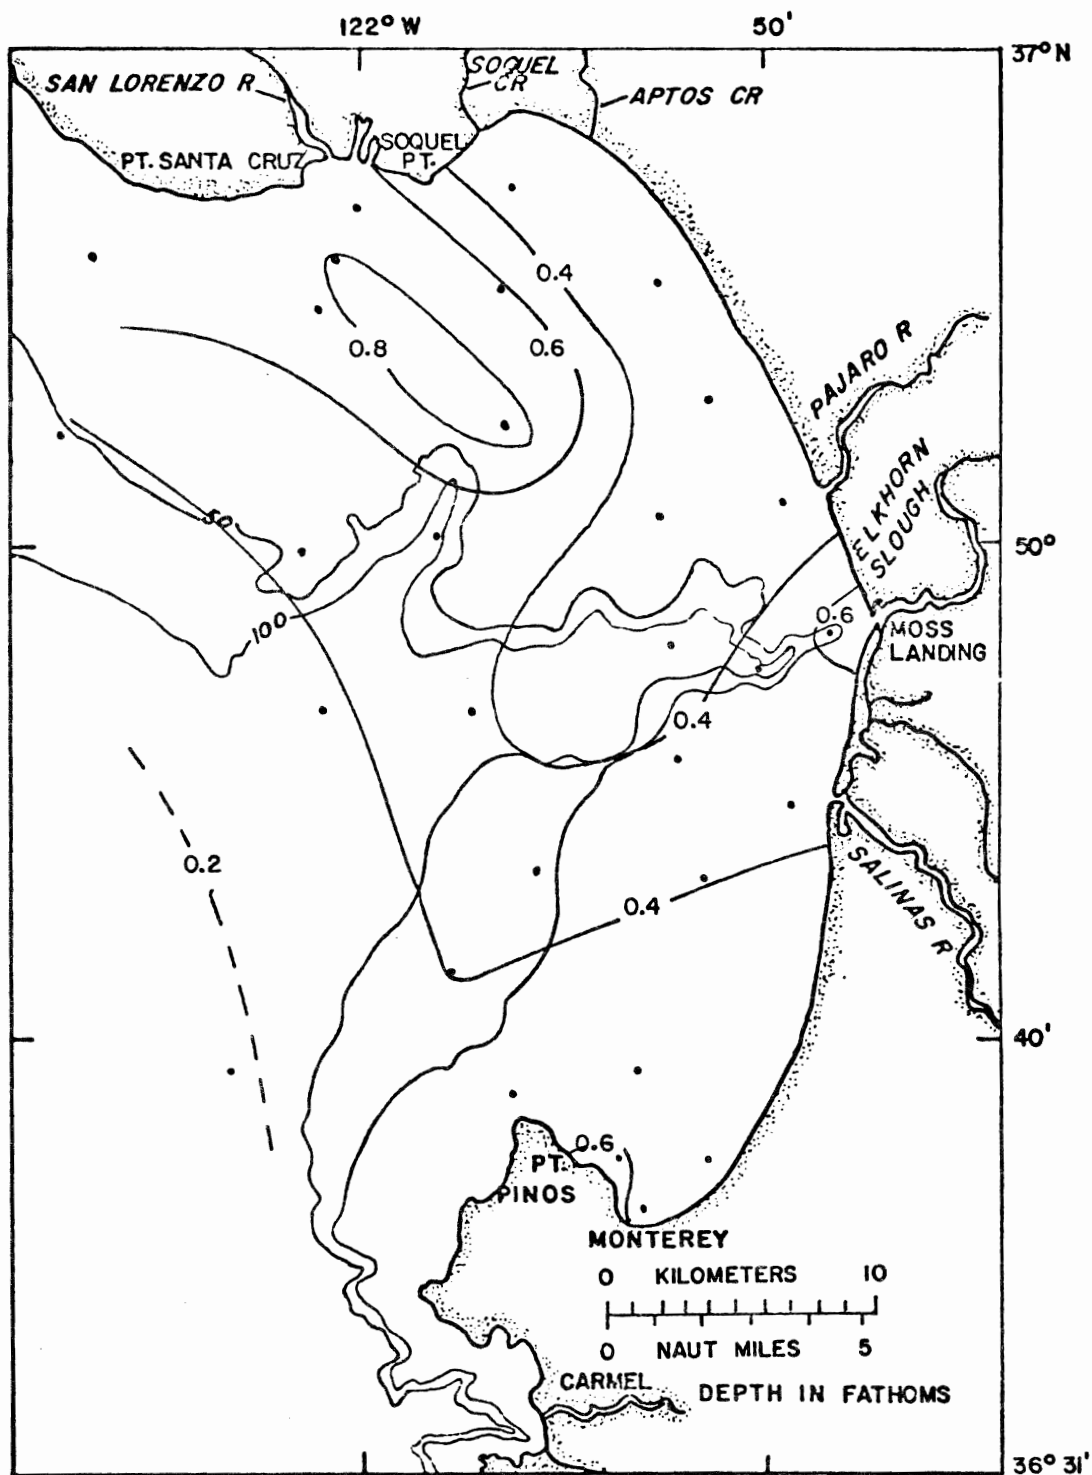 122° W
50'
37° N
SAN LORENZO R
SOQUEL
CR
APTOS CR
SOQUEL
PT.
PT. SANTA CRUZ
0.4
0.8
0.6
PAJARO R
ELKHORN
SLOUGH
50
50°
100
0.6
MOSS
LANDING
0.4
0.2
SALINAS R
0.4
40'
0.6
PT.
PINOS
MONTEREY
0 KILOMETERS 10
0 NAUT MILES 5
CARMEL
DEPTH IN FATHOMS
36° 31'